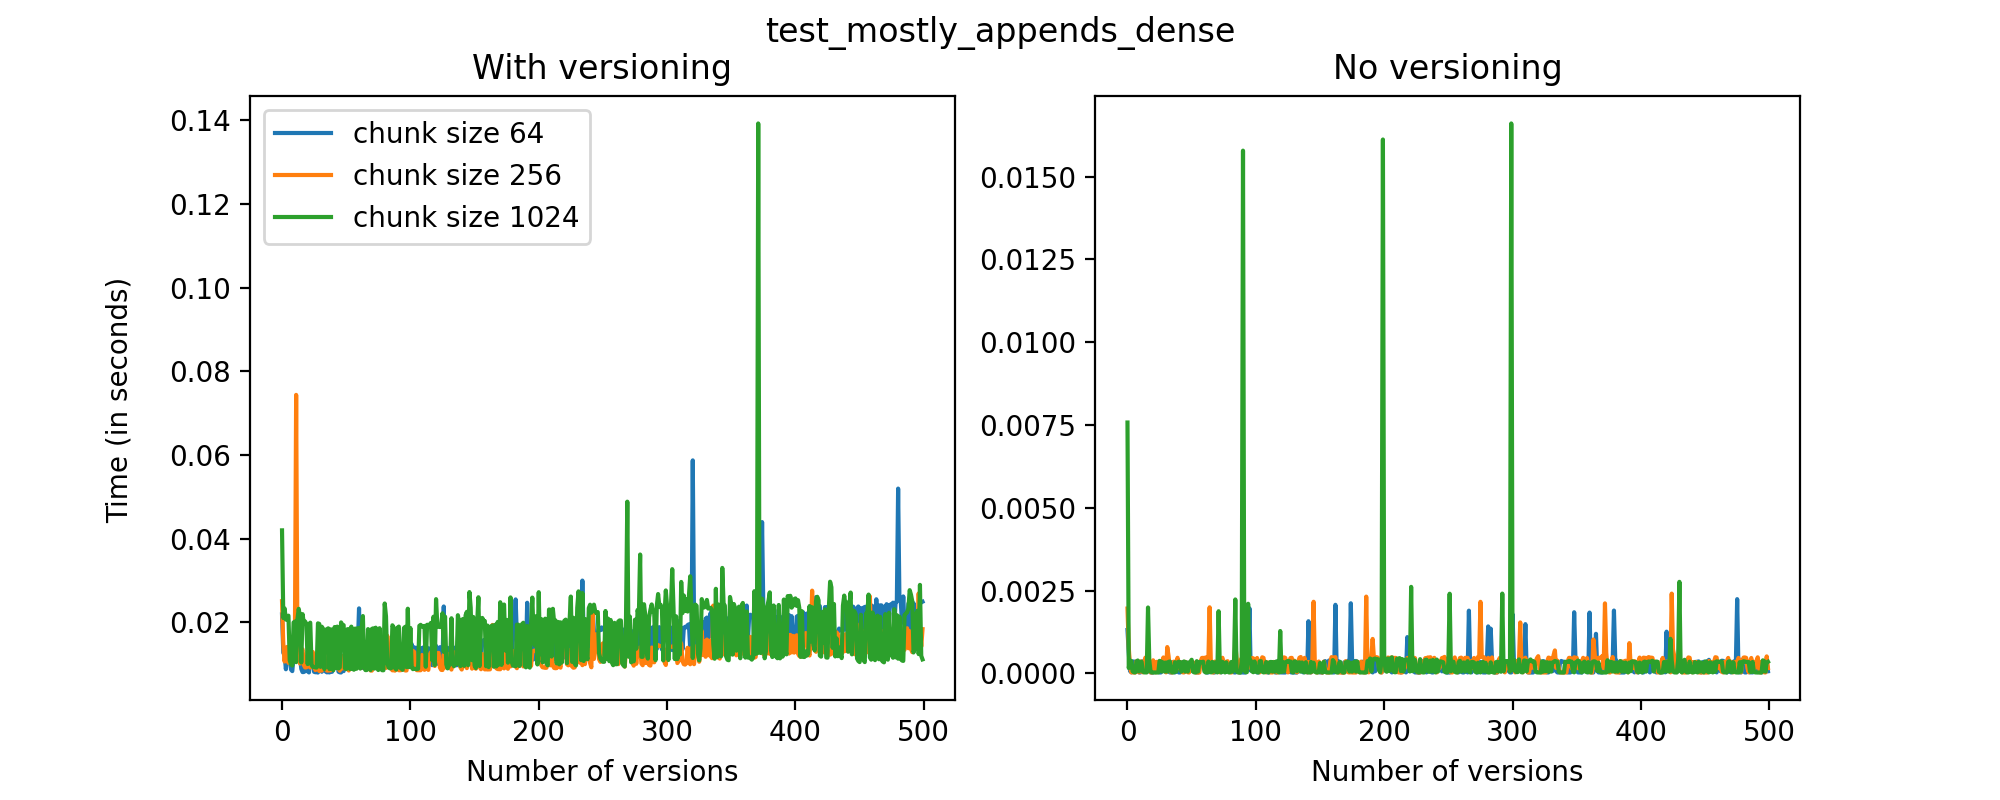 test_mostly_appends_dense
With versioning
Time (in seconds)
0.14
0.12
0.10
0.08
0.06
0.04
0.02
chunk size 64
chunk size 256
chunk size 1024
0 100 200 300 400 500
Number of versions
No versioning
0.0150
0.0125
0.0100
0.0075
0.0050
0.0025
0.0000
0 100 200 300 400 500
Number of versions